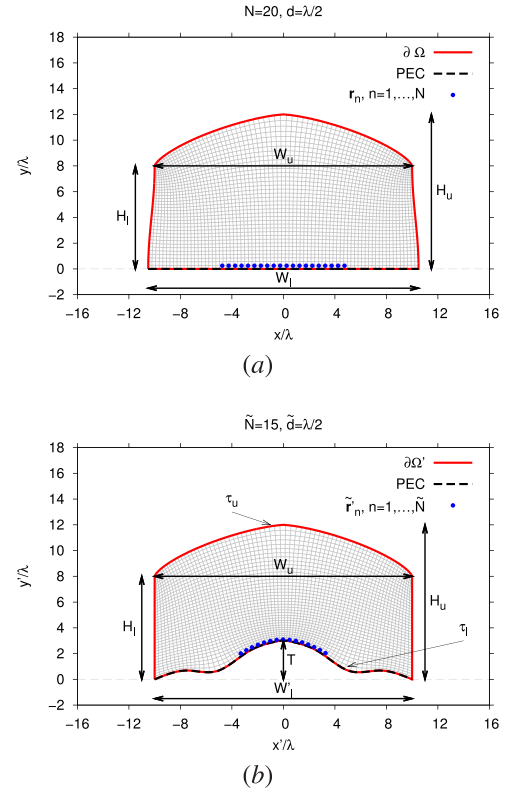 N=20, d=λ/2
18
16
14
12
10
8
6
4
2
0
−2
y/λ
∂ Ω
PEC
r_n, n=1,...,N
W_u
H_u
H_l
W_l
−16 −12 −8 −4 0 4 8 12 16
x/λ
(a)
Ñ=15, d̃=λ/2
18
16
14
12
10
8
6
4
2
0
−2
y'/λ
∂Ω'
PEC
r̃'_n, n=1,...,Ñ
τ_u
W_u
H_l
H_u
τ_l
T
W'_l
−16 −12 −8 −4 0 4 8 12 16
x'/λ
(b)